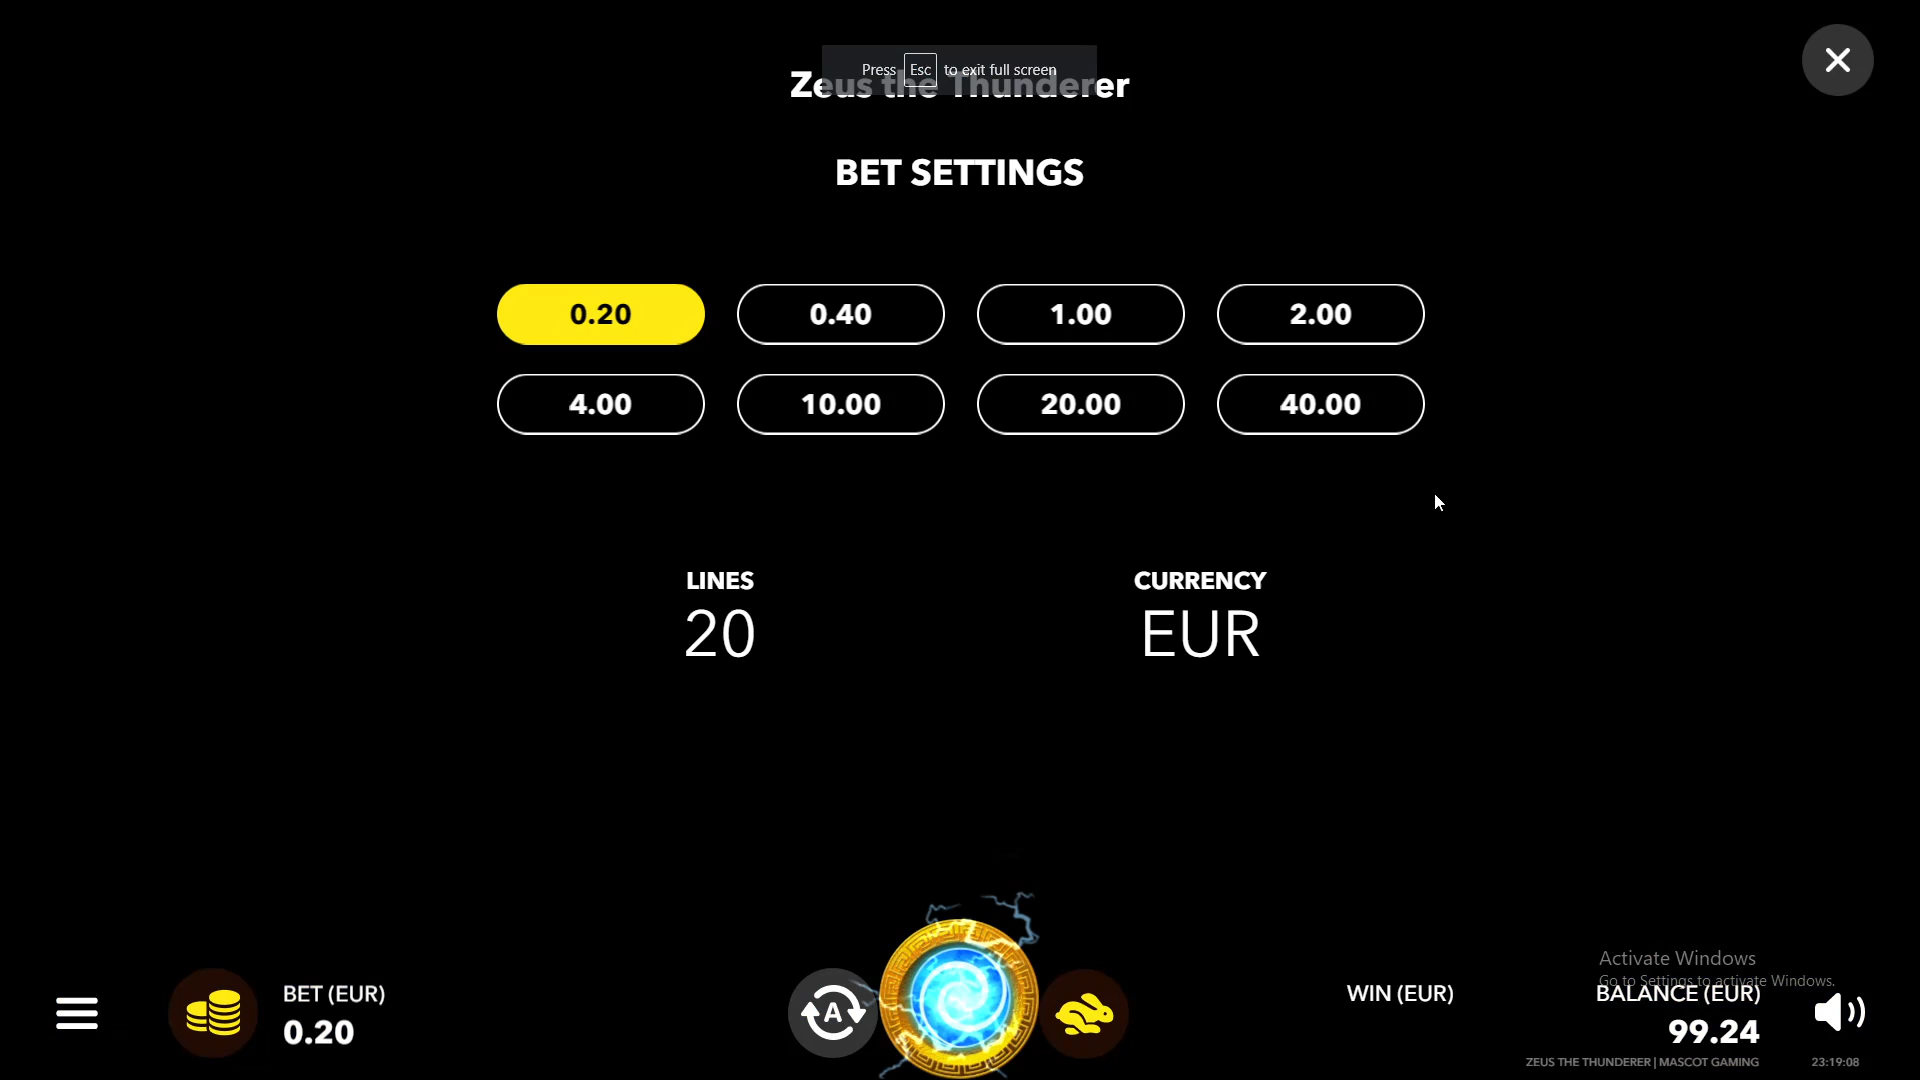 Press Esc to exit full screen
Zeus the Thunderer
BET SETTINGS
0.20 0.40 1.00 2.00
4.00 10.00 20.00 40.00
LINES CURRENCY
20 EUR
Activate Windows
Go to Settings to activate Windows.
BET (EUR) WIN (EUR) BALANCE (EUR)
0.20 A 99.24
ZEUS THE THUNDERER | MASCOT GAMING 23:19:08